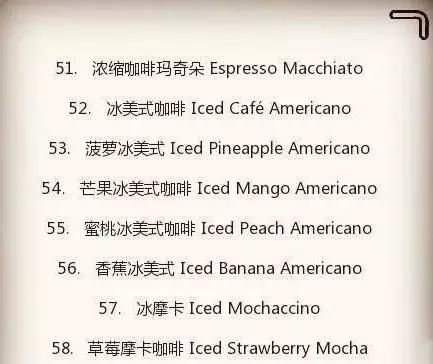 51. 浓缩咖啡玛奇朵 Espresso Macchiato
52. 冰美式咖啡 Iced Café Americano
53. 菠萝冰美式 Iced Pineapple Americano
54. 芒果冰美式咖啡 Iced Mango Americano
55. 蜜桃冰美式咖啡 Iced Peach Americano
56. 香蕉冰美式 Iced Banana Americano
57. 冰摩卡 Iced Mochaccino
58. 草莓摩卡咖啡 Iced Strawberry Mocha